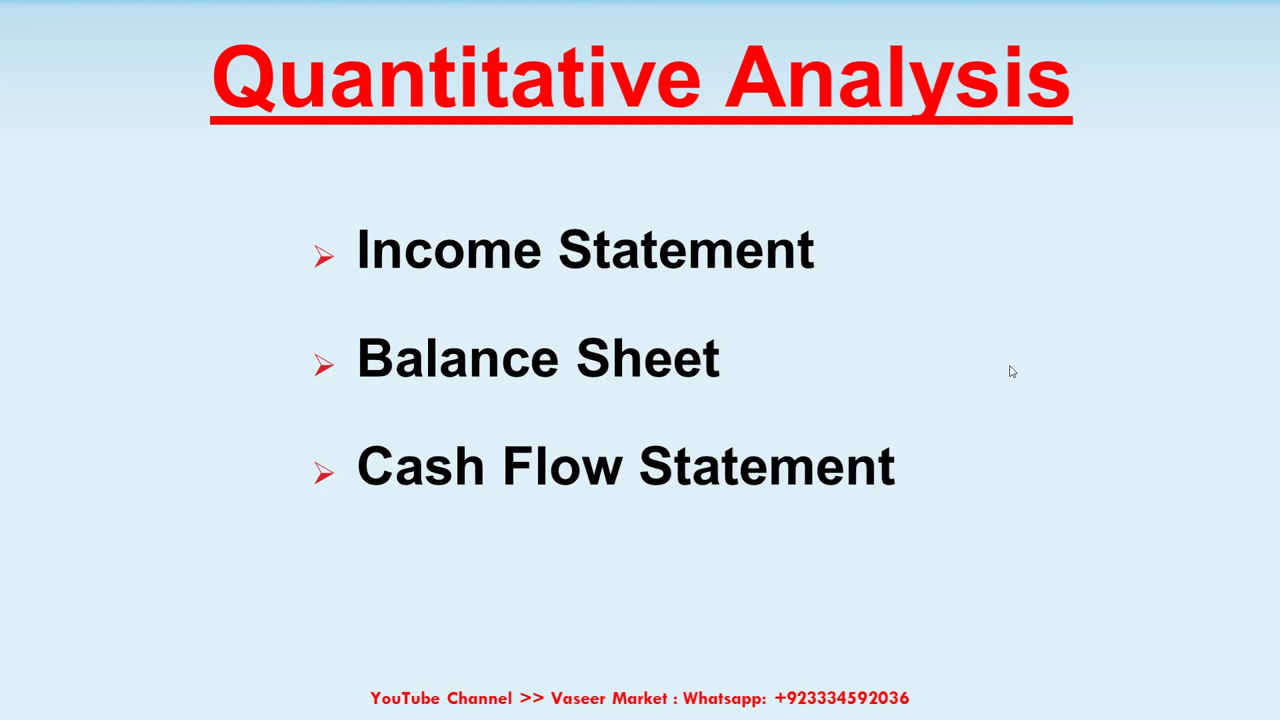 Quantitative Analysis
Income Statement
Balance Sheet
Cash Flow Statement
YouTube Channel >> Vaseer Market : Whatsapp: +923334592036